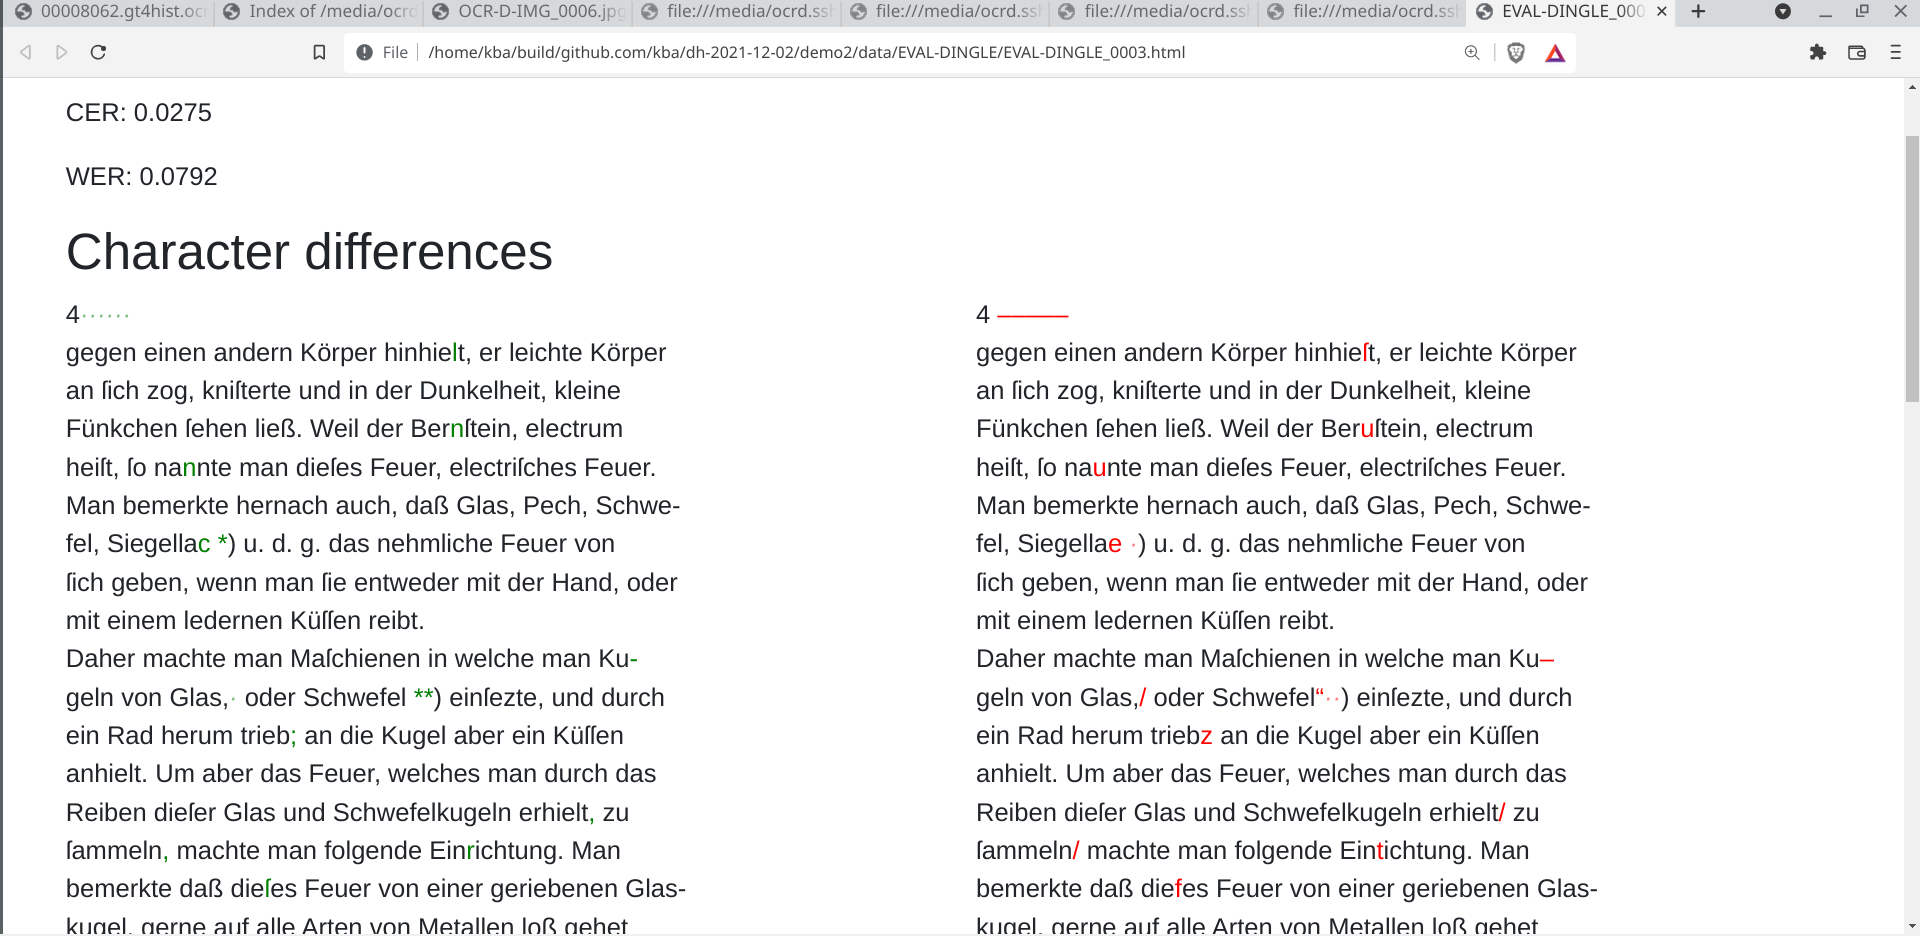 00008062.gt4hist.ocr
Index of /media/ocrd
OCR-D-IMG_0006.jpg
file:///media/ocrd.ssh
file:///media/ocrd.ssh
file:///media/ocrd.ssh
file:///media/ocrd.ssh
EVAL-DINGLE_000
File /home/kba/build/github.com/kba/dh-2021-12-02/demo2/data/EVAL-DINGLE/EVAL-DINGLE_0003.html
CER: 0.0275
WER: 0.0792
Character differences
4······
gegen einen andern Körper hinhielt, er leichte Körper
an ſich zog, kniſterte und in der Dunkelheit, kleine
Fünkchen ſehen ließ. Weil der Bernſtein, electrum
heiſt, ſo nannte man dieſes Feuer, electriſches Feuer.
Man bemerkte hernach auch, daß Glas, Pech, Schwe-
fel, Siegellac *) u. d. g. das nehmliche Feuer von
ſich geben, wenn man ſie entweder mit der Hand, oder
mit einem ledernen Küſſen reibt.
Daher machte man Maſchienen in welche man Ku-
geln von Glas,· oder Schwefel **) einſezte, und durch
ein Rad herum trieb; an die Kugel aber ein Küſſen
anhielt. Um aber das Feuer, welches man durch das
Reiben dieſer Glas und Schwefelkugeln erhielt, zu
ſammeln, machte man folgende Einrichtung. Man
bemerkte daß dieſes Feuer von einer geriebenen Glas-
kugel, gerne auf alle Arten von Metallen loß gehet
4 —————
gegen einen andern Körper hinhieſt, er leichte Körper
an ſich zog, kniſterte und in der Dunkelheit, kleine
Fünkchen ſehen ließ. Weil der Beruſtein, electrum
heiſt, ſo naunte man dieſes Feuer, electriſches Feuer.
Man bemerkte hernach auch, daß Glas, Pech, Schwe-
fel, Siegellae ·) u. d. g. das nehmliche Feuer von
ſich geben, wenn man ſie entweder mit der Hand, oder
mit einem ledernen Küſſen reibt.
Daher machte man Maſchienen in welche man Ku–
geln von Glas,/ oder Schwefel“··) einſezte, und durch
ein Rad herum triebz an die Kugel aber ein Küſſen
anhielt. Um aber das Feuer, welches man durch das
Reiben dieſer Glas und Schwefelkugeln erhielt/ zu
ſammeln/ machte man folgende Eintichtung. Man
bemerkte daß diefes Feuer von einer geriebenen Glas-
kugel, gerne auf alle Arten von Metallen loß gehet